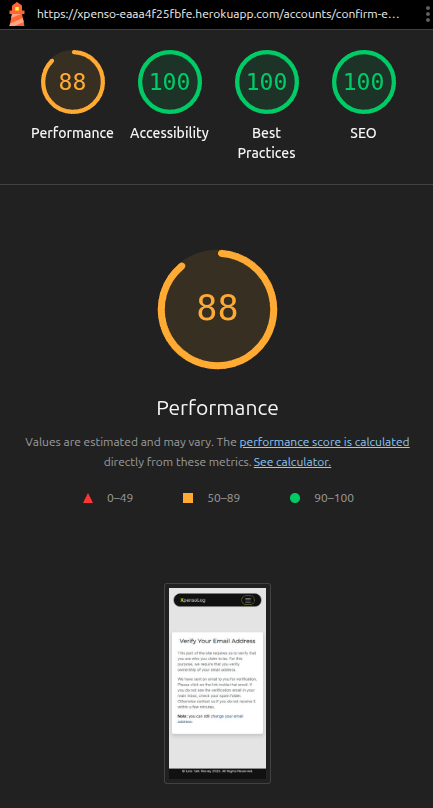 https://xpenso-eaaa4f25fbfe.herokuapp.com/accounts/confirm-e...
88 100 100 100
Performance Accessibility Best Practices SEO
88
Performance
Values are estimated and may vary. The performance score is calculated
directly from these metrics. See calculator.
0–49 50–89 90–100
XpensoLog
Verify Your Email Address
This part of the site requires us to verify that
you are who you claim to be. For this
purpose, we require that you verify
ownership of your email address.
We have sent an email to you for verification.
Please click on the link inside the email. If
you do not see the verification email in your
main inbox, check your spam folder.
Otherwise contact us if you do not receive it
within a few minutes.
Note: you can still change your email
address.
All Rights Reserved.